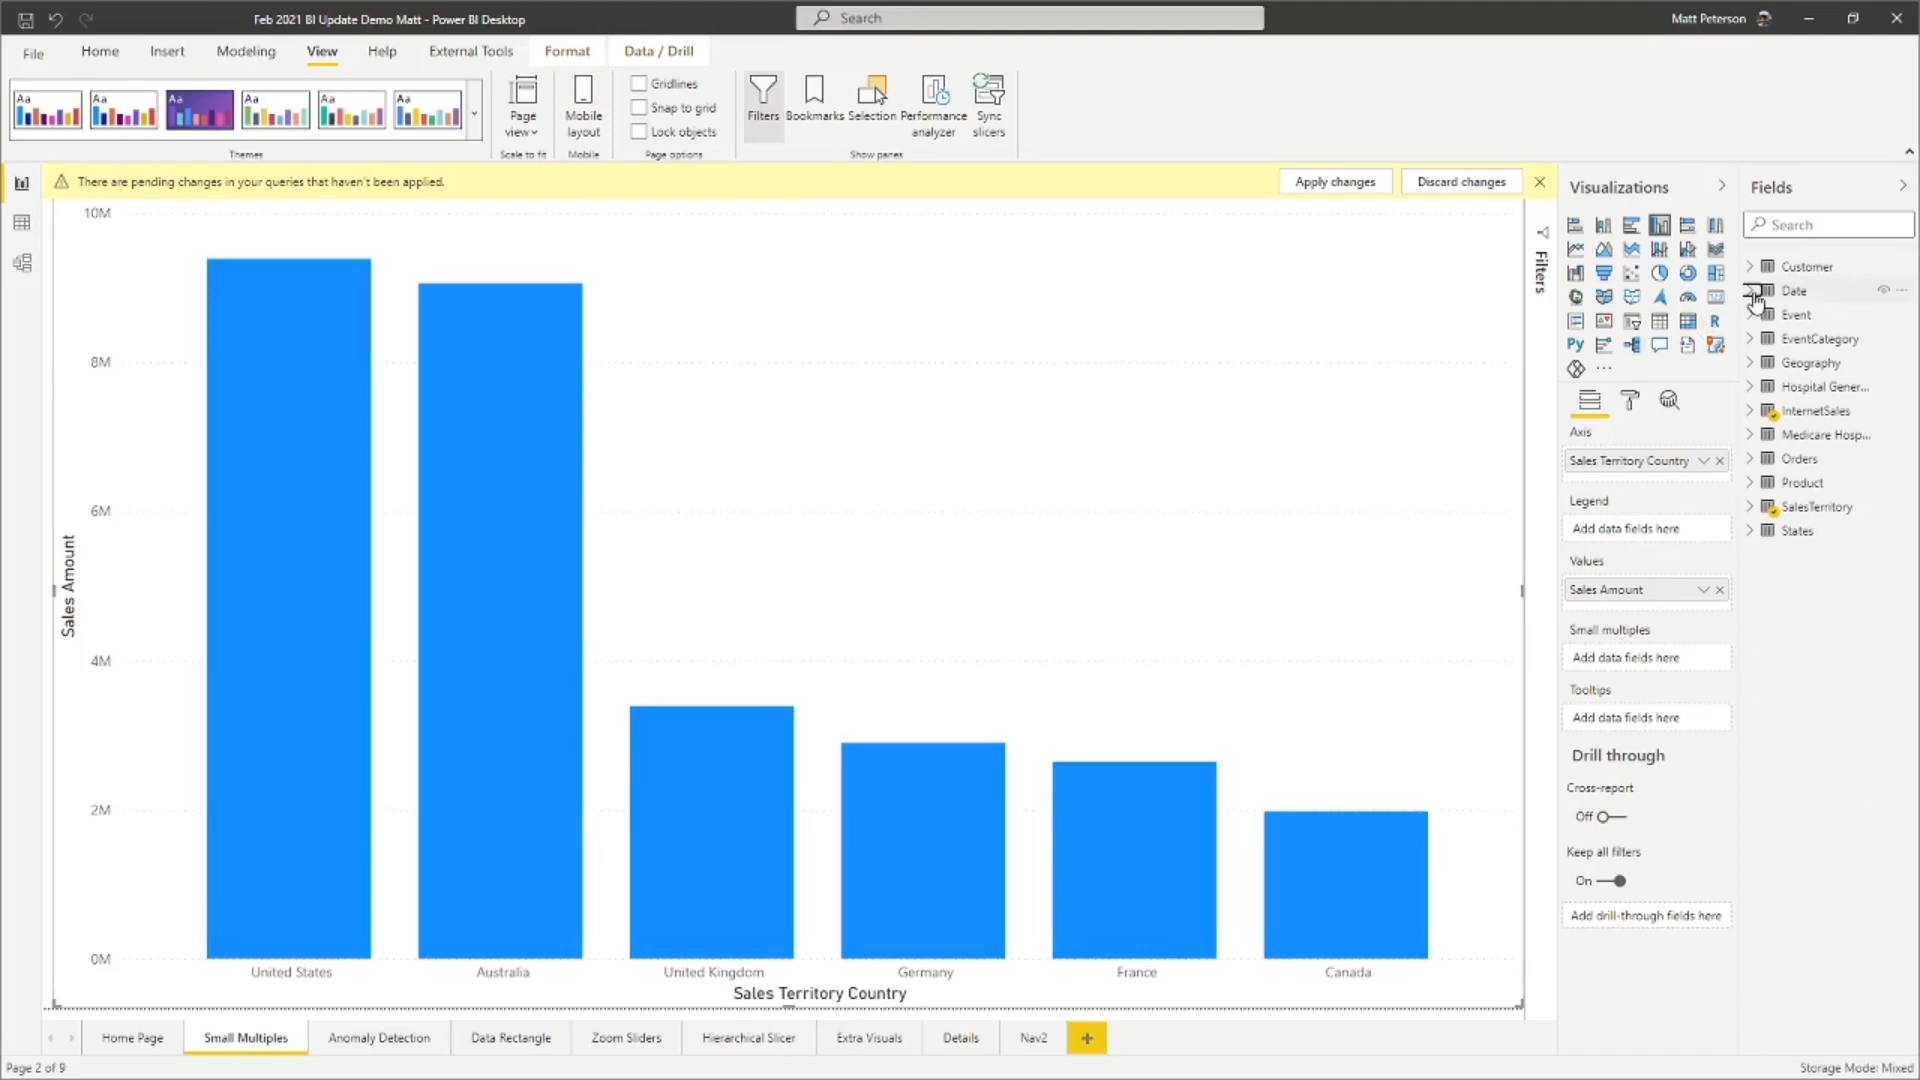 Feb 2021 BI Update Demo Matt - Power BI Desktop
Search
Matt Peterson
File
Home
Insert
Modeling
View
Help
External Tools
Format
Data / Drill
Aa
Aa
Aa
Aa
Aa
Aa
Page view
Mobile layout
Gridlines
Snap to grid
Lock objects
Filters
Bookmarks
Selection
Performance analyzer
Sync slicers
Themes
Scale to fit
Mobile
Page options
Show panes
There are pending changes in your queries that haven't been applied.
Apply changes
Discard changes
10M
8M
6M
4M
2M
0M
Sales Amount
United States
Australia
United Kingdom
Germany
France
Canada
Sales Territory Country
Filters
Visualizations
R
Py
Axis
Sales Territory Country
Legend
Add data fields here
Values
Sales Amount
Small multiples
Add data fields here
Tooltips
Add data fields here
Drill through
Cross-report
Off
Keep all filters
On
Add drill-through fields here
Fields
Search
Customer
Date
Event
EventCategory
Geography
Hospital Gener...
InternetSales
Medicare Hosp...
Orders
Product
SalesTerritory
States
Home Page
Small Multiples
Anomaly Detection
Data Rectangle
Zoom Sliders
Hierarchical Slicer
Extra Visuals
Details
Nav2
Page 2 of 9
Storage Mode: Mixed